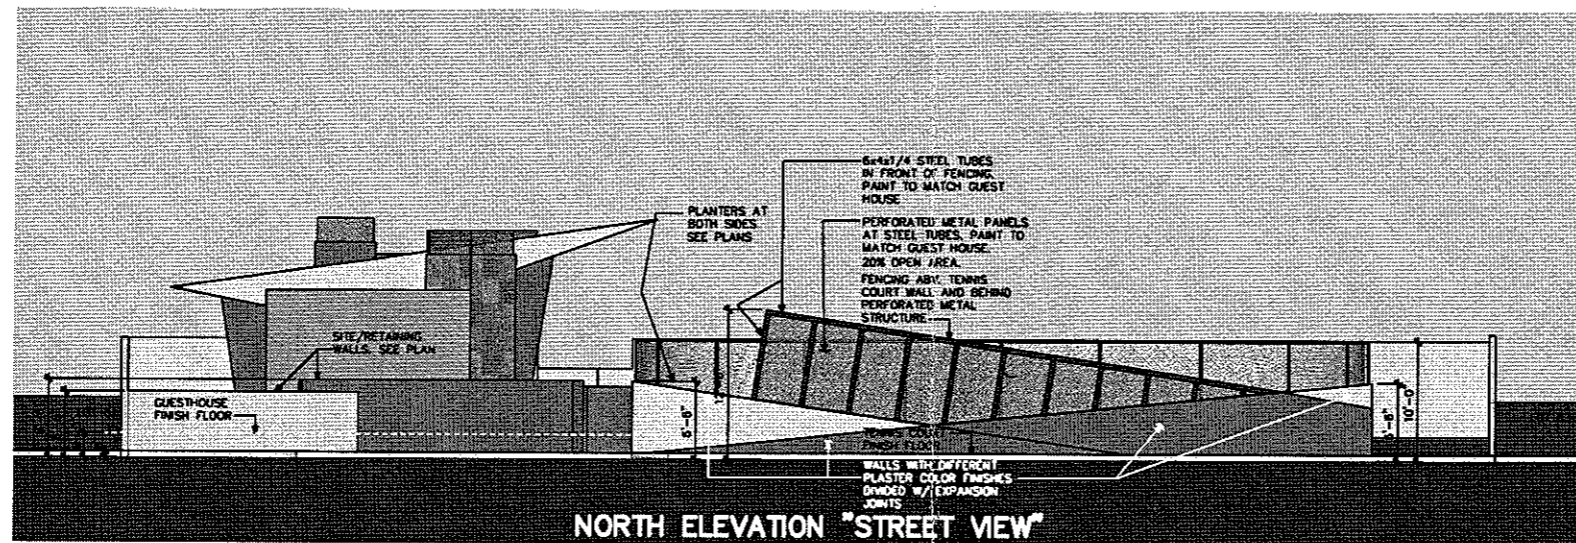 6x4x1/4 STEEL TUBES
IN FRONT OF FENCING.
PAINT TO MATCH GUEST
HOUSE
PLANTERS AT
BOTH SIDES
SEE PLANS
PERFORATED METAL PANELS
AT STEEL TUBES, PAINT TO
MATCH GUEST HOUSE.
20% OPEN AREA.
FENCING ABV. TENNIS
COURT WALL AND BEHIND
PERFORATED METAL
STRUCTURE
SITE/RETAINING
WALLS, SEE PLAN
GUESTHOUSE
FINISH FLOOR
10'-0"
FINISH FLOOR
WALLS WITH DIFFERENT
PLASTER COLOR FINISHES
DIVIDED W/ EXPANSION
JOINTS
NORTH ELEVATION "STREET VIEW"